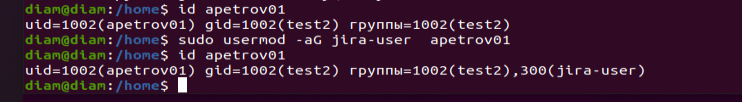 diam@diam:/home$ id apetrov01
uid=1002(apetrov01) gid=1002(test2) группы=1002(test2)
diam@diam:/home$ sudo usermod -aG jira-user  apetrov01
diam@diam:/home$ id apetrov01
uid=1002(apetrov01) gid=1002(test2) группы=1002(test2),300(jira-user)
diam@diam:/home$